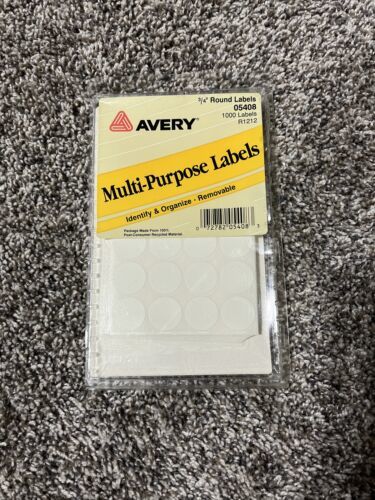 3/4" Round Labels
05408
1000 Labels
R1212
AVERY
Multi-Purpose Labels
Identify & Organize · Removable
Package Made From 100%
Post-Consumer Recycled Material.
0 72782 05408 3